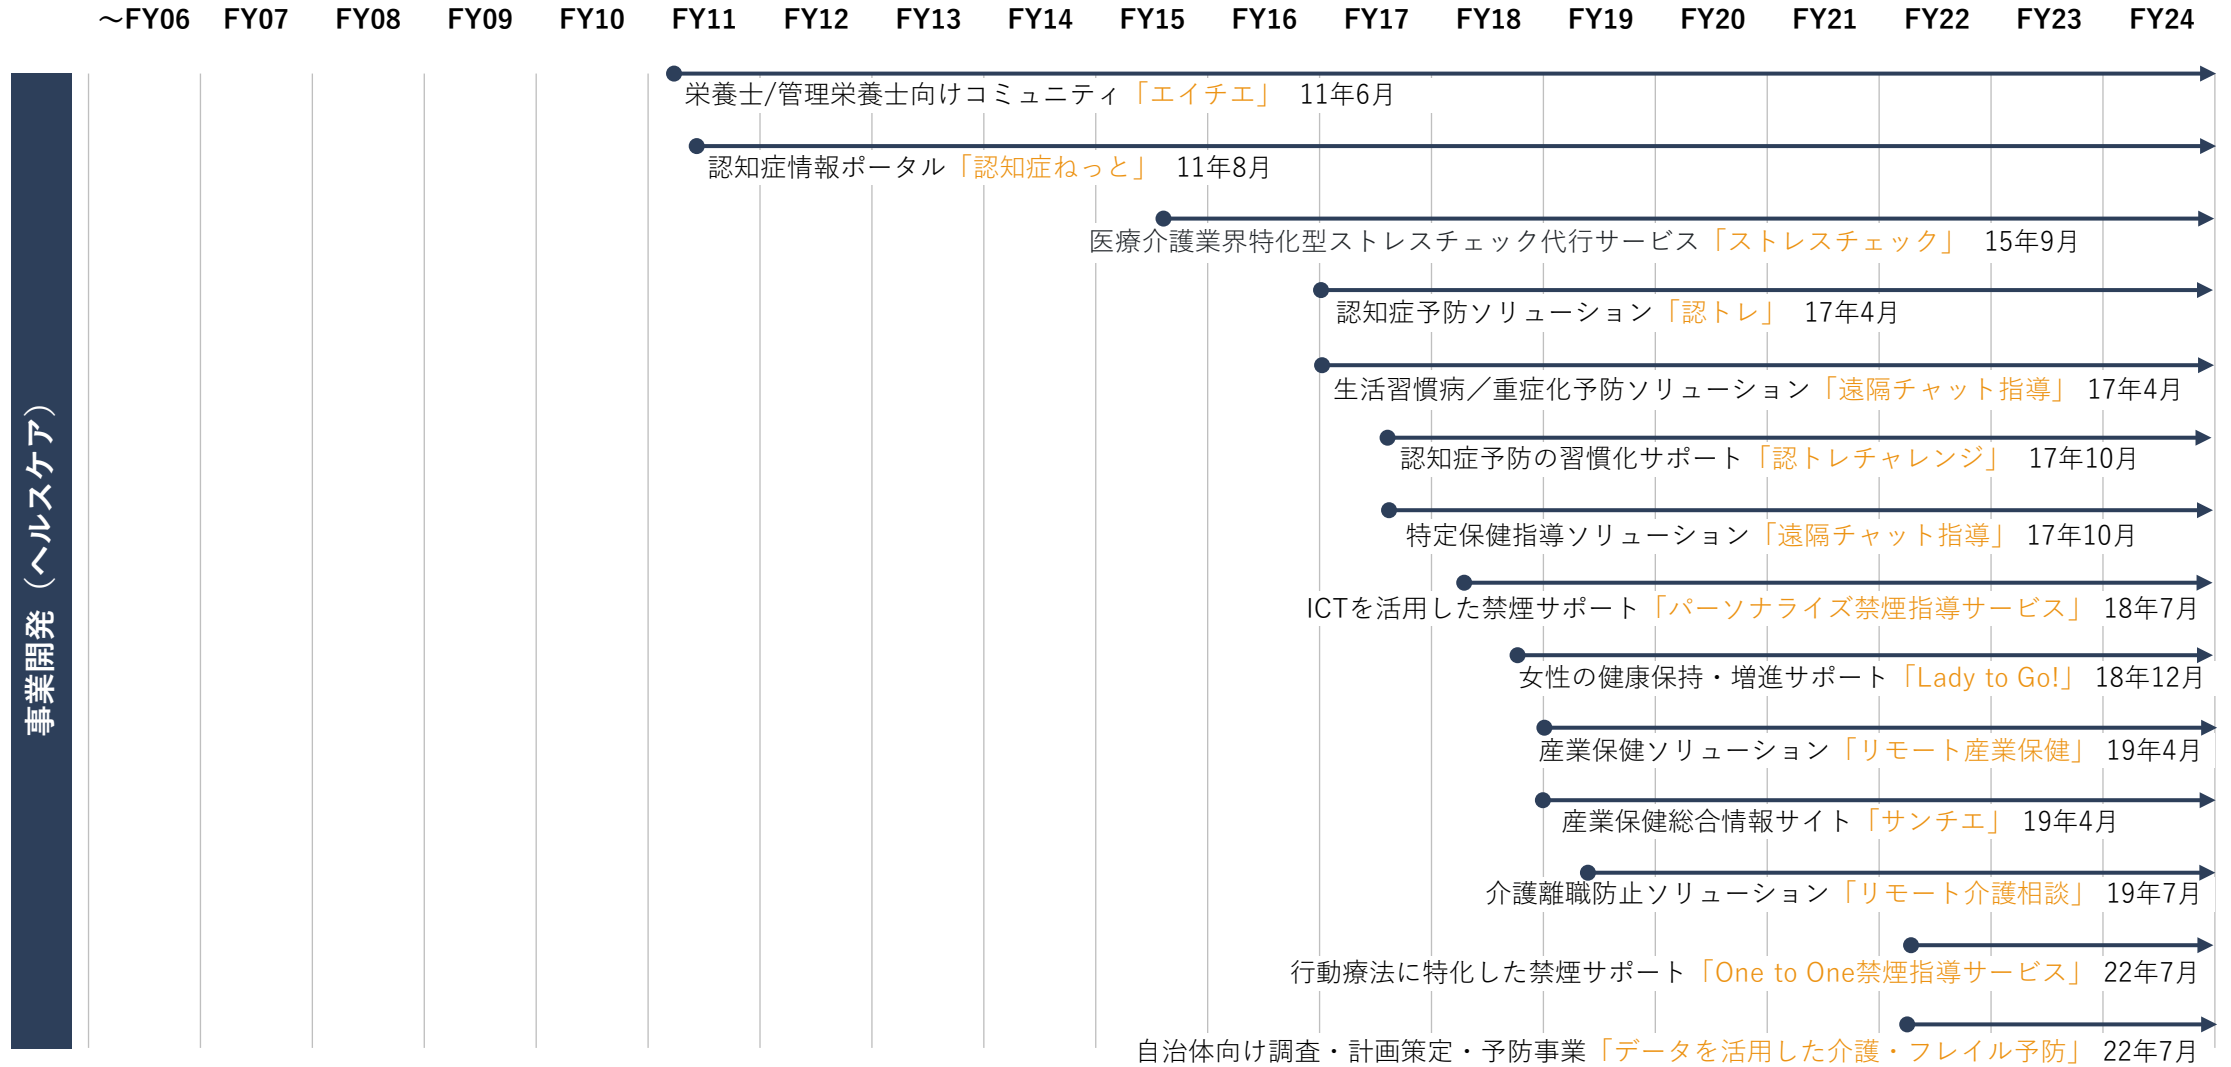 ～FY06 FY07 FY08 FY09 FY10 FY11 FY12 FY13 FY14 FY15 FY16 FY17 FY18 FY19 FY20 FY21 FY22 FY23 FY24
事業開発（ヘルスケア）
栄養士/管理栄養士向けコミュニティ「エイチエ」 11年6月
認知症情報ポータル「認知症ねっと」 11年8月
医療介護業界特化型ストレスチェック代行サービス「ストレスチェック」 15年9月
認知症予防ソリューション「認トレ」 17年4月
生活習慣病／重症化予防ソリューション「遠隔チャット指導」 17年4月
認知症予防の習慣化サポート「認トレチャレンジ」 17年10月
特定保健指導ソリューション「遠隔チャット指導」 17年10月
ICTを活用した禁煙サポート「パーソナライズ禁煙指導サービス」 18年7月
女性の健康保持・増進サポート「Lady to Go!」 18年12月
産業保健ソリューション「リモート産業保健」 19年4月
産業保健総合情報サイト「サンチエ」 19年4月
介護離職防止ソリューション「リモート介護相談」 19年7月
行動療法に特化した禁煙サポート「One to One禁煙指導サービス」 22年7月
自治体向け調査・計画策定・予防事業「データを活用した介護・フレイル予防」 22年7月